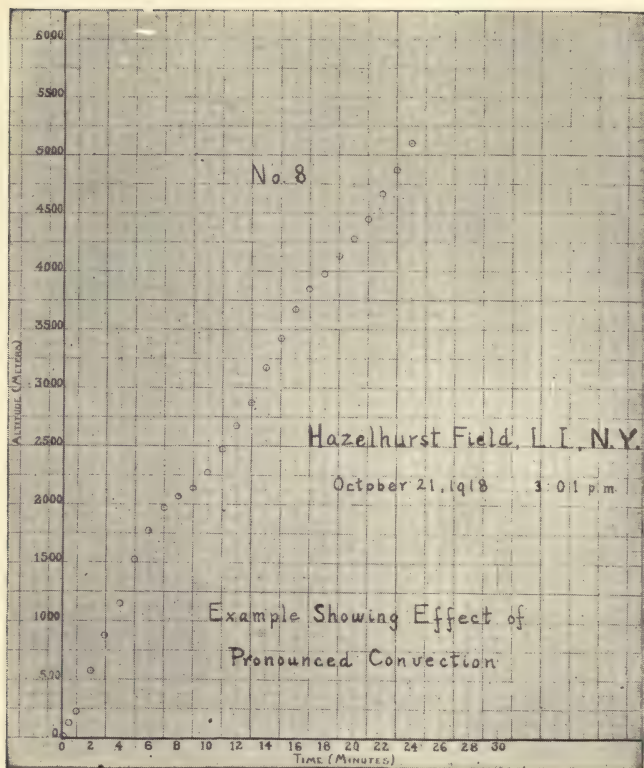 6000
5500
5000
No. 8
4500
4000
3500
ALTITUDE (METERS)
3000
Hazelhurst Field, L I, N.Y.
2500
October 21, 1918 3:01 p.m.
2000
1500
Example Showing Effect of
1000
Pronounced Convection
500
0
0 2 4 6 8 10 12 14 16 18 20 22 24 26 28 30
TIME (MINUTES)